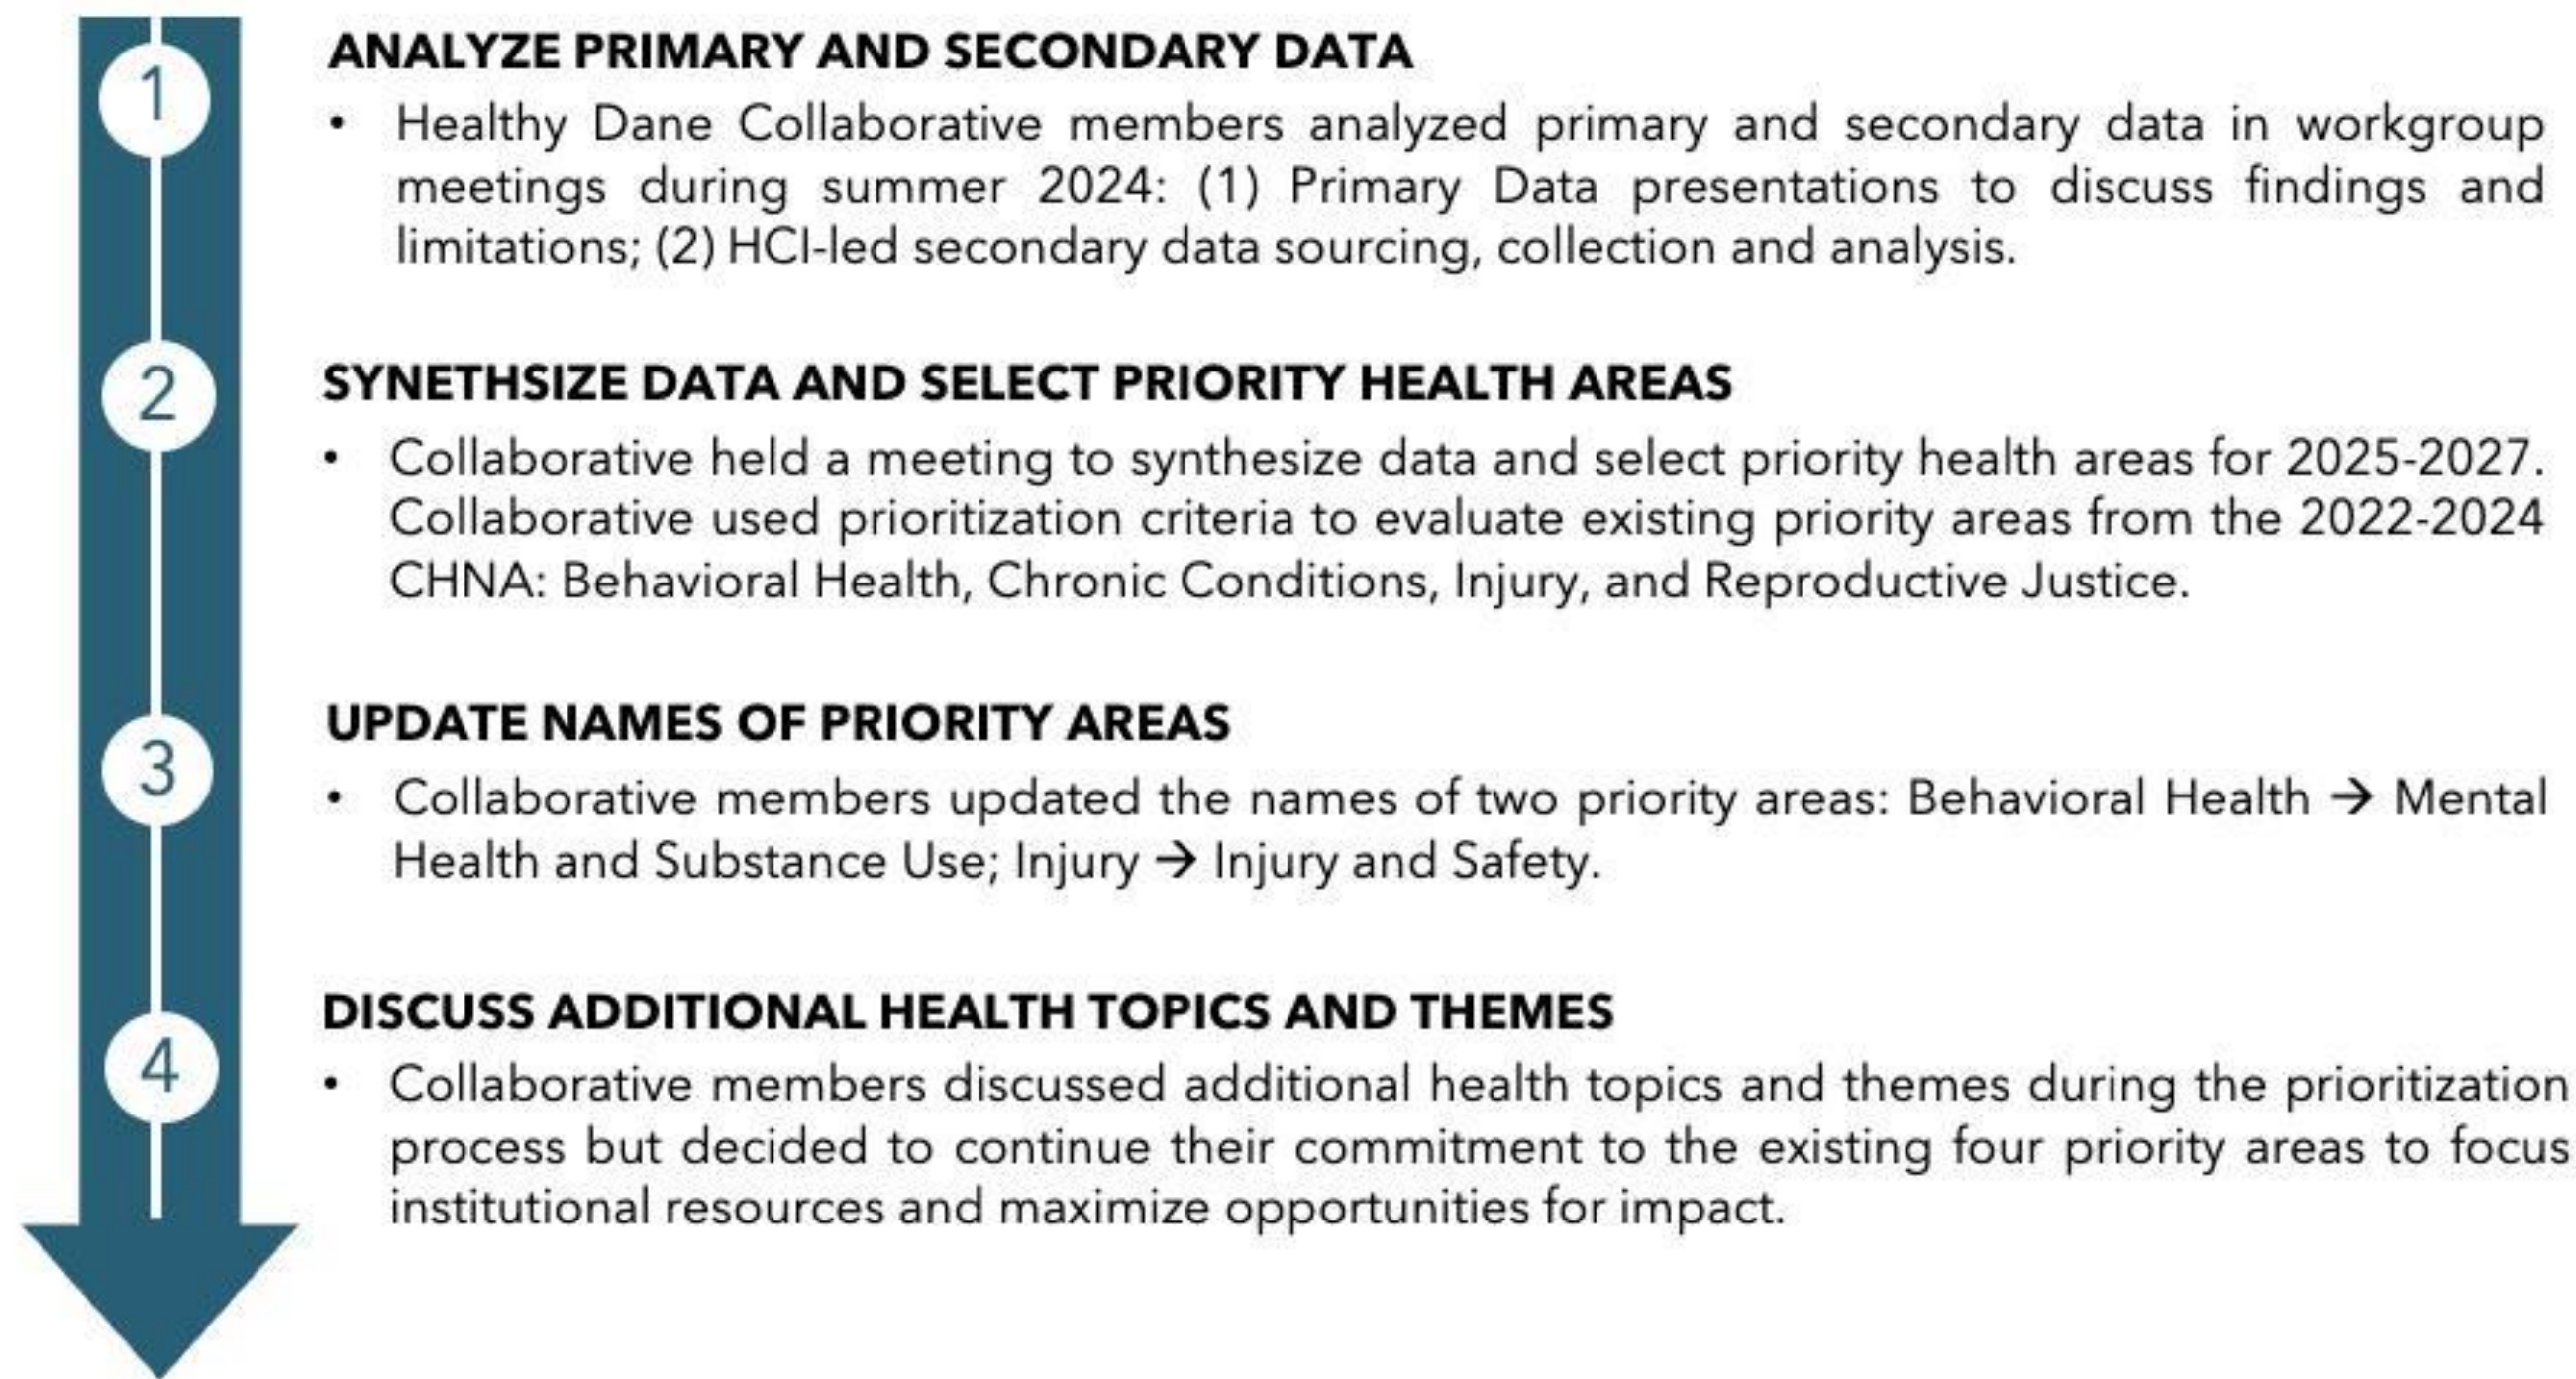 1
ANALYZE PRIMARY AND SECONDARY DATA
• Healthy Dane Collaborative members analyzed primary and secondary data in workgroup
meetings during summer 2024: (1) Primary Data presentations to discuss findings and
limitations; (2) HCI-led secondary data sourcing, collection and analysis.
2
SYNETHSIZE DATA AND SELECT PRIORITY HEALTH AREAS
• Collaborative held a meeting to synthesize data and select priority health areas for 2025-2027.
Collaborative used prioritization criteria to evaluate existing priority areas from the 2022-2024
CHNA: Behavioral Health, Chronic Conditions, Injury, and Reproductive Justice.
3
UPDATE NAMES OF PRIORITY AREAS
• Collaborative members updated the names of two priority areas: Behavioral Health → Mental
Health and Substance Use; Injury → Injury and Safety.
4
DISCUSS ADDITIONAL HEALTH TOPICS AND THEMES
• Collaborative members discussed additional health topics and themes during the prioritization
process but decided to continue their commitment to the existing four priority areas to focus
institutional resources and maximize opportunities for impact.